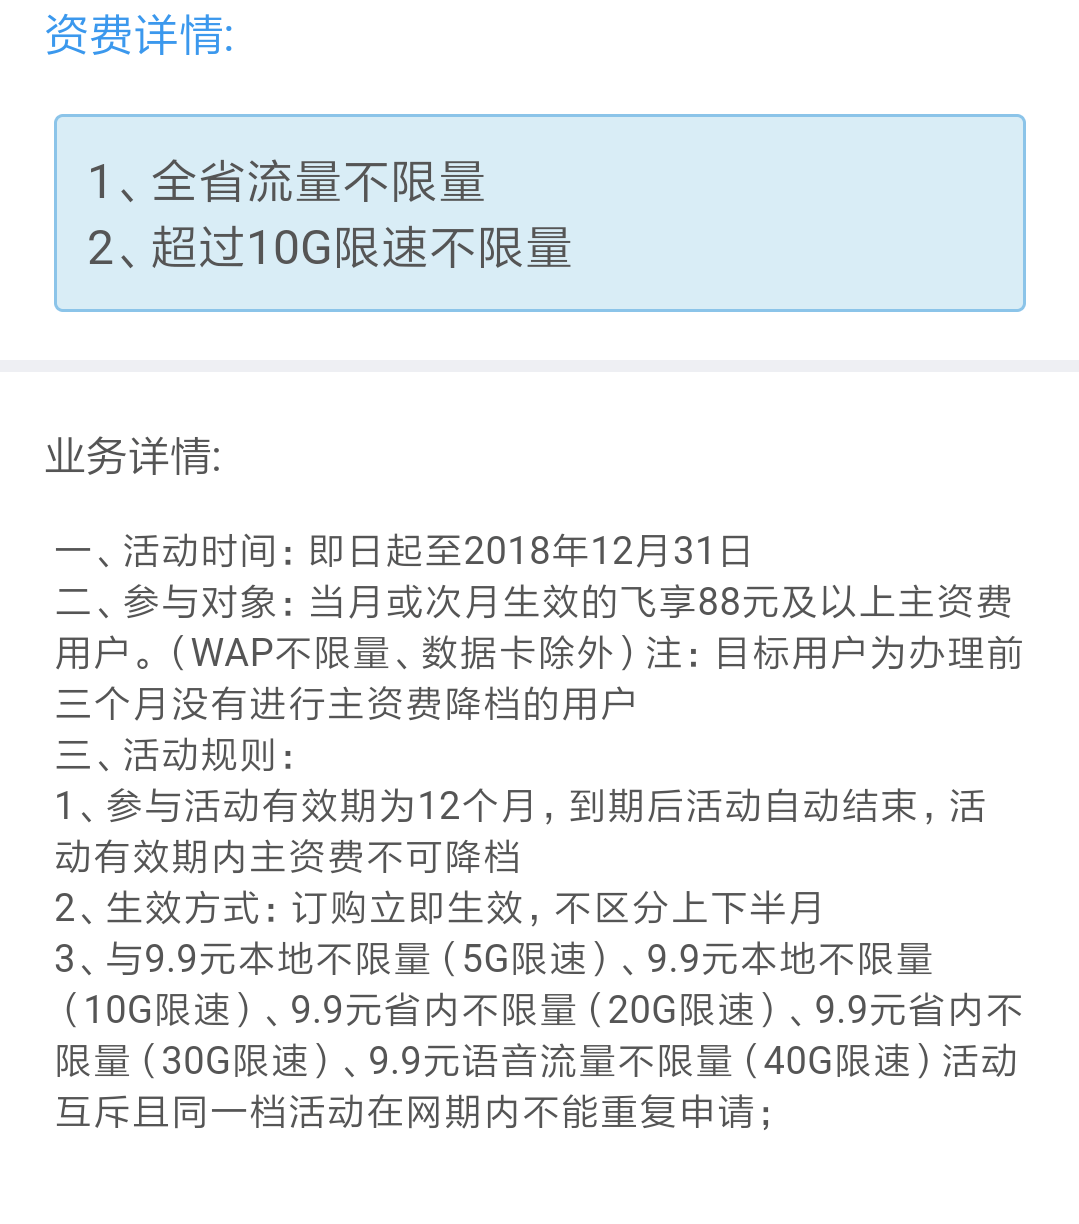 资费详情:
1、全省流量不限量
2、超过10G限速不限量
业务详情:
一、活动时间：即日起至2018年12月31日
二、参与对象：当月或次月生效的飞享88元及以上主资费
用户。（WAP不限量、数据卡除外）注：目标用户为办理前
三个月没有进行主资费降档的用户
三、活动规则：
1、参与活动有效期为12个月，到期后活动自动结束，活
动有效期内主资费不可降档
2、生效方式：订购立即生效，不区分上下半月
3、与9.9元本地不限量（5G限速）、9.9元本地不限量
（10G限速）、9.9元省内不限量（20G限速）、9.9元省内不
限量（30G限速）、9.9元语音流量不限量（40G限速）活动
互斥且同一档活动在网期内不能重复申请；